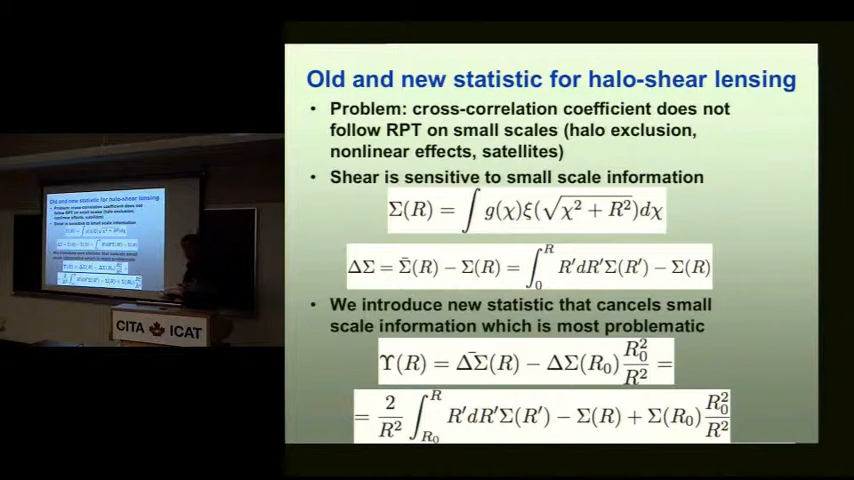 Old and new statistic for halo-shear lensing
• Problem: cross-correlation coefficient does not
follow RPT on small scales (halo exclusion,
nonlinear effects, satellites)
• Shear is sensitive to small scale information
Σ(R) = ∫ g(χ)ξ(√χ² + R²)dχ
ΔΣ = Σ̄(R) − Σ(R) = ∫₀ᴿ R′dR′Σ(R′) − Σ(R)
• We introduce new statistic that cancels small
scale information which is most problematic
ϒ(R) = Δ̄Σ(R) − ΔΣ(R₀) R₀²/R² =
= 2/R² ∫_{R₀}^{R} R′dR′Σ(R′) − Σ(R) + Σ(R₀) R₀²/R²
CITA ICAT